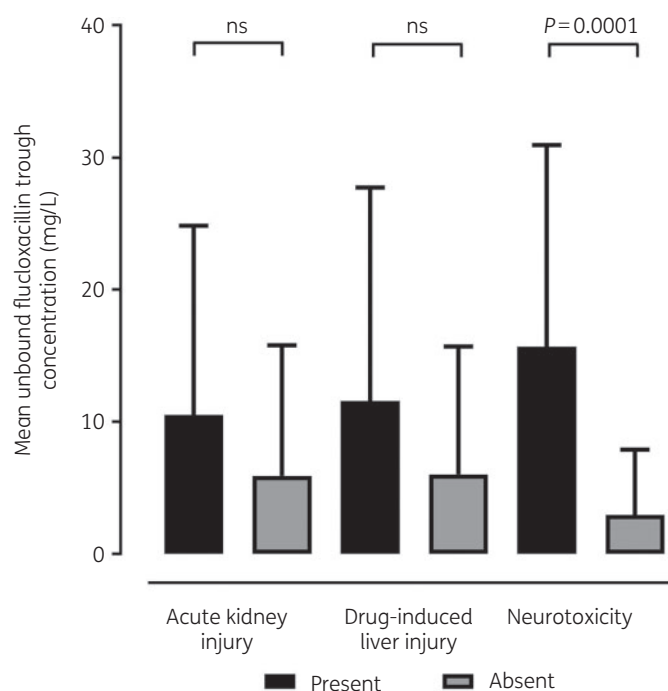 40
ns
ns
P=0.0001
30
20
10
0
Mean unbound flucloxacillin trough
concentration (mg/L)
Acute kidney
injury
Drug-induced
liver injury
Neurotoxicity
Present
Absent